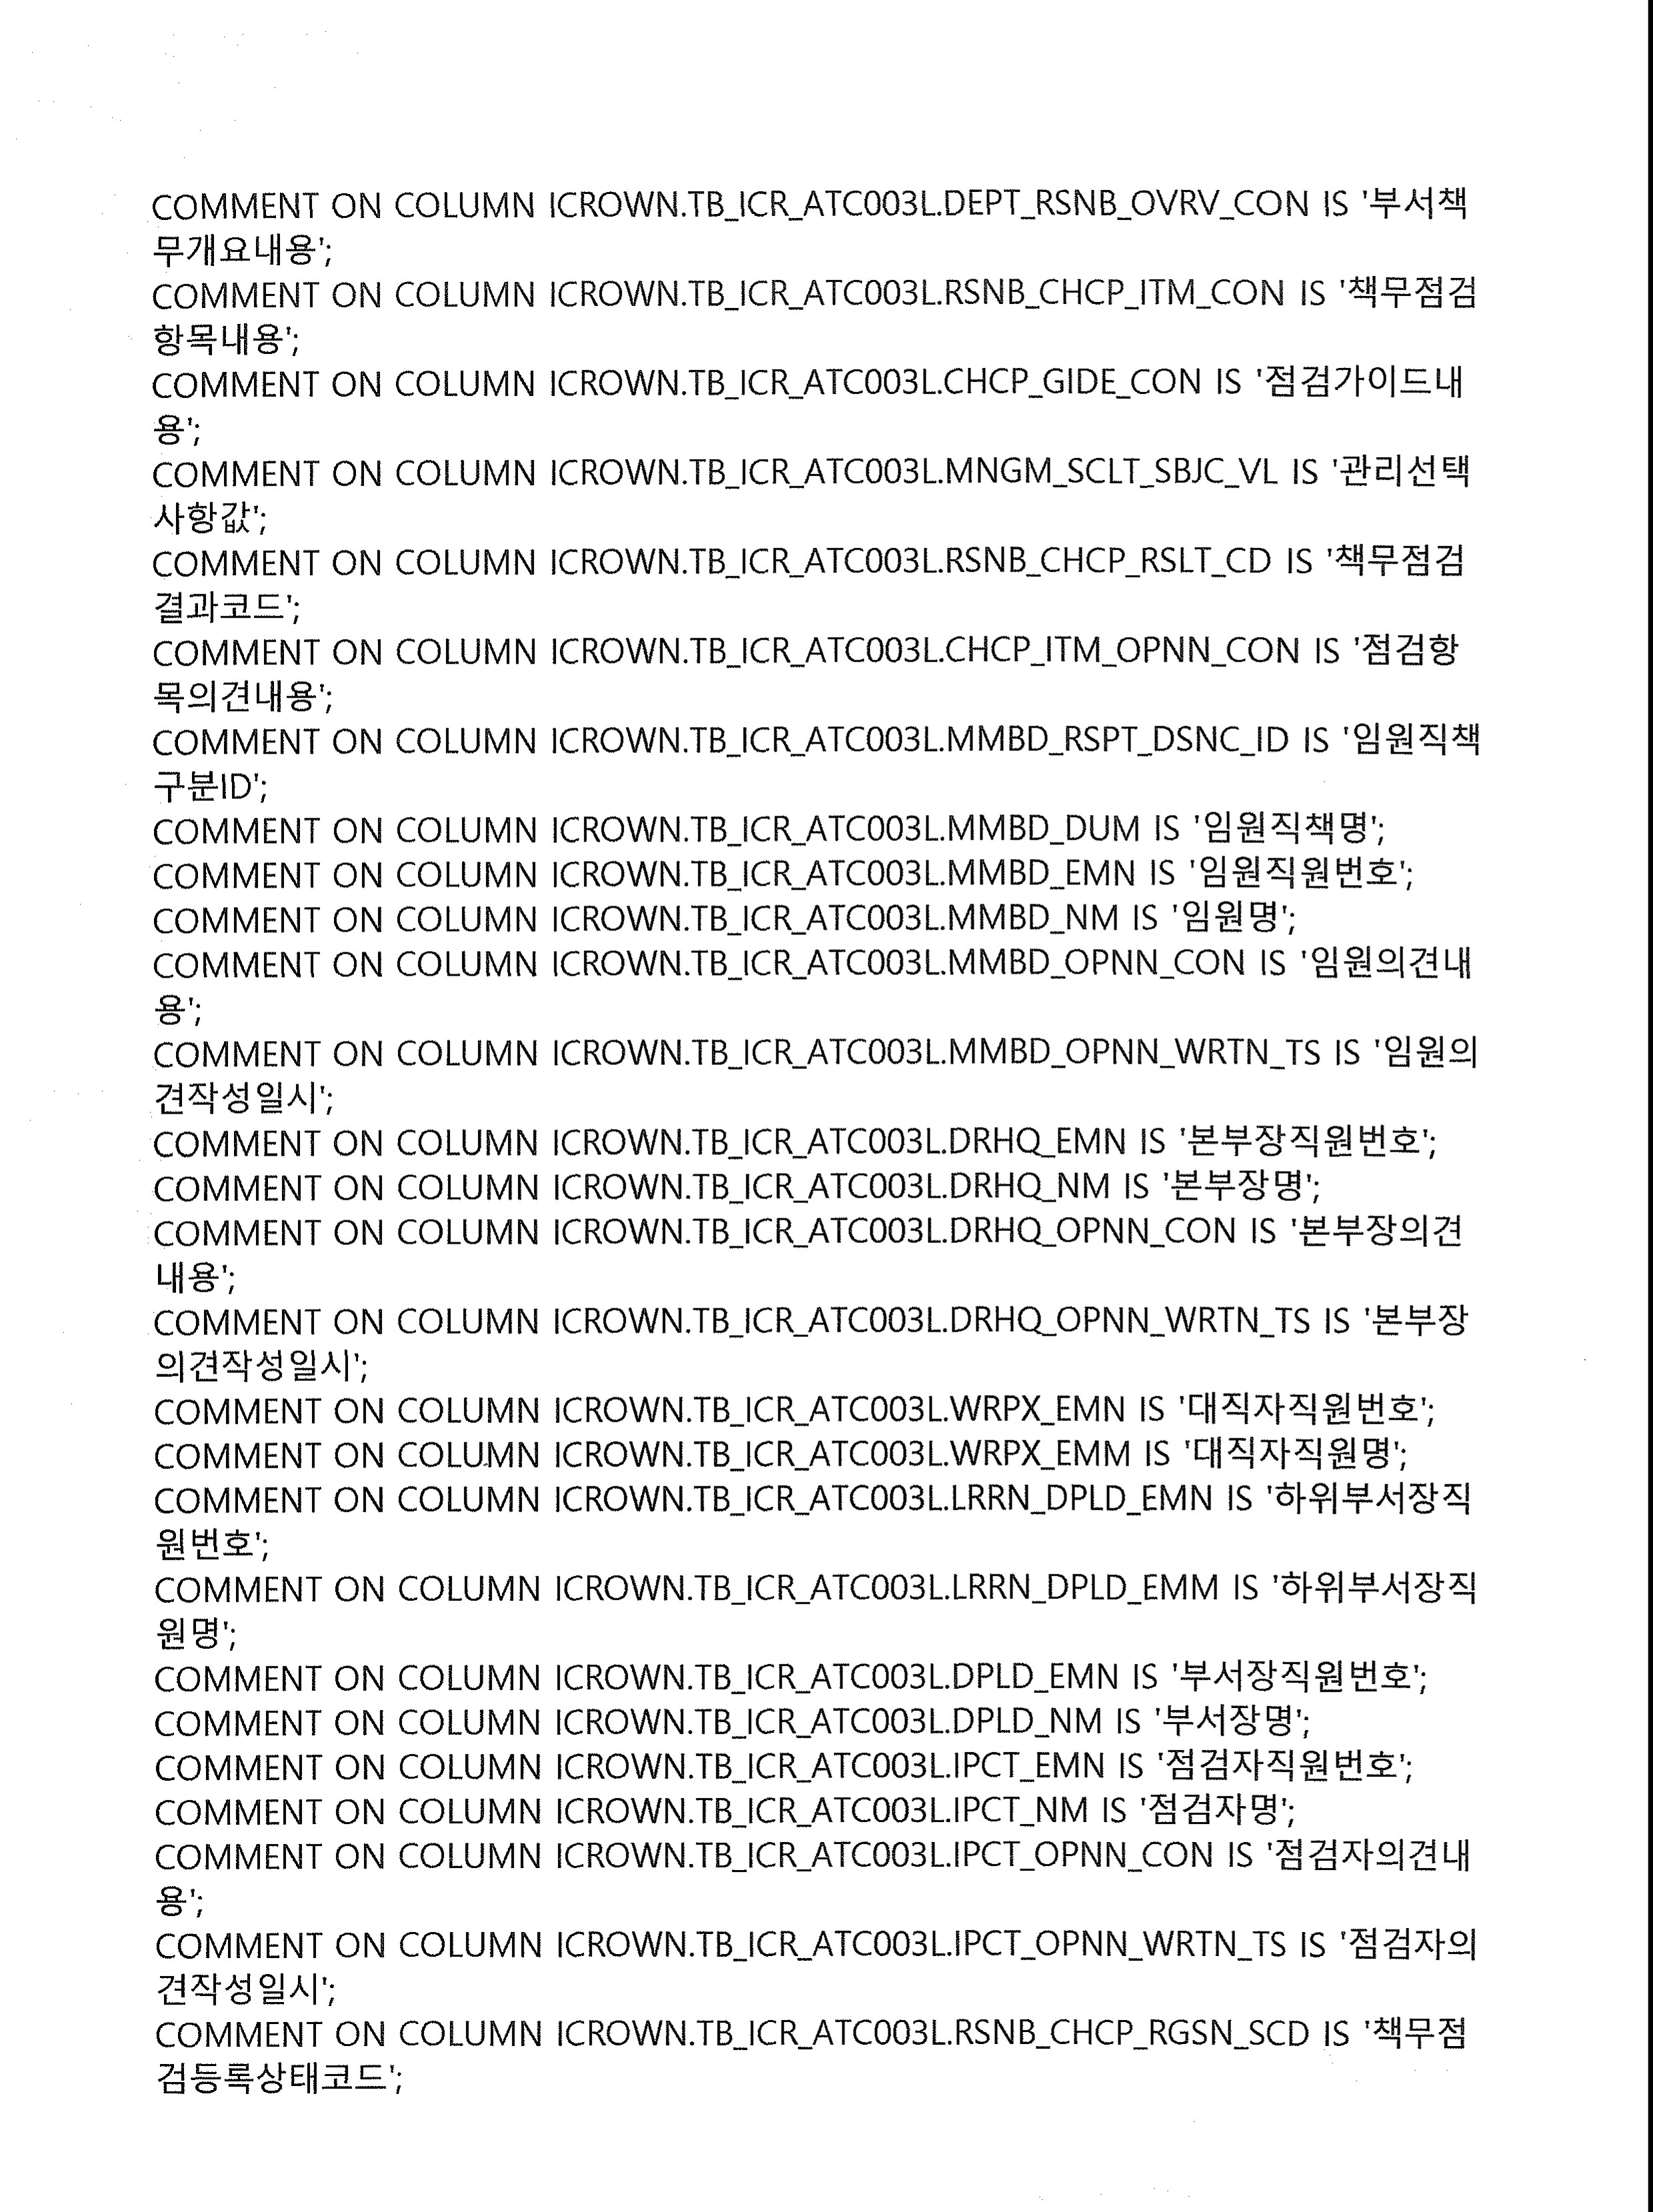 COMMENT ON COLUMN ICROWN.TB_ICR_ATC003L.DEPT_RSNB_OVRV_CON IS '부서책
무개요내용';
COMMENT ON COLUMN ICROWN.TB_ICR_ATC003L.RSNB_CHCP_ITM_CON IS '책무점검
항목내용';
COMMENT ON COLUMN ICROWN.TB_ICR_ATC003L.CHCP_GIDE_CON IS '점검가이드내
용';
COMMENT ON COLUMN ICROWN.TB_ICR_ATC003L.MNGM_SCLT_SBJC_VL IS '관리선택
사항값';
COMMENT ON COLUMN ICROWN.TB_ICR_ATC003L.RSNB_CHCP_RSLT_CD IS '책무점검
결과코드';
COMMENT ON COLUMN ICROWN.TB_ICR_ATC003L.CHCP_ITM_OPNN_CON IS '점검항
목의견내용';
COMMENT ON COLUMN ICROWN.TB_ICR_ATC003L.MMBD_RSPT_DSNC_ID IS '임원직책
구분ID';
COMMENT ON COLUMN ICROWN.TB_ICR_ATC003L.MMBD_DUM IS '임원직책명';
COMMENT ON COLUMN ICROWN.TB_ICR_ATC003L.MMBD_EMN IS '임원직원번호';
COMMENT ON COLUMN ICROWN.TB_ICR_ATC003L.MMBD_NM IS '임원명';
COMMENT ON COLUMN ICROWN.TB_ICR_ATC003L.MMBD_OPNN_CON IS '임원의견내
용';
COMMENT ON COLUMN ICROWN.TB_ICR_ATC003L.MMBD_OPNN_WRTN_TS IS '임원의
견작성일시';
COMMENT ON COLUMN ICROWN.TB_ICR_ATC003L.DRHQ_EMN IS '본부장직원번호';
COMMENT ON COLUMN ICROWN.TB_ICR_ATC003L.DRHQ_NM IS '본부장명';
COMMENT ON COLUMN ICROWN.TB_ICR_ATC003L.DRHQ_OPNN_CON IS '본부장의견
내용';
COMMENT ON COLUMN ICROWN.TB_ICR_ATC003L.DRHQ_OPNN_WRTN_TS IS '본부장
의견작성일시';
COMMENT ON COLUMN ICROWN.TB_ICR_ATC003L.WRPX_EMN IS '대직자직원번호';
COMMENT ON COLUMN ICROWN.TB_ICR_ATC003L.WRPX_EMM IS '대직자직원명';
COMMENT ON COLUMN ICROWN.TB_ICR_ATC003L.LRRN_DPLD_EMN IS '하위부서장직
원번호';
COMMENT ON COLUMN ICROWN.TB_ICR_ATC003L.LRRN_DPLD_EMM IS '하위부서장직
원명';
COMMENT ON COLUMN ICROWN.TB_ICR_ATC003L.DPLD_EMN IS '부서장직원번호';
COMMENT ON COLUMN ICROWN.TB_ICR_ATC003L.DPLD_NM IS '부서장명';
COMMENT ON COLUMN ICROWN.TB_ICR_ATC003L.IPCT_EMN IS '점검자직원번호';
COMMENT ON COLUMN ICROWN.TB_ICR_ATC003L.IPCT_NM IS '점검자명';
COMMENT ON COLUMN ICROWN.TB_ICR_ATC003L.IPCT_OPNN_CON IS '점검자의견내
용';
COMMENT ON COLUMN ICROWN.TB_ICR_ATC003L.IPCT_OPNN_WRTN_TS IS '점검자의
견작성일시';
COMMENT ON COLUMN ICROWN.TB_ICR_ATC003L.RSNB_CHCP_RGSN_SCD IS '책무점
검등록상태코드';